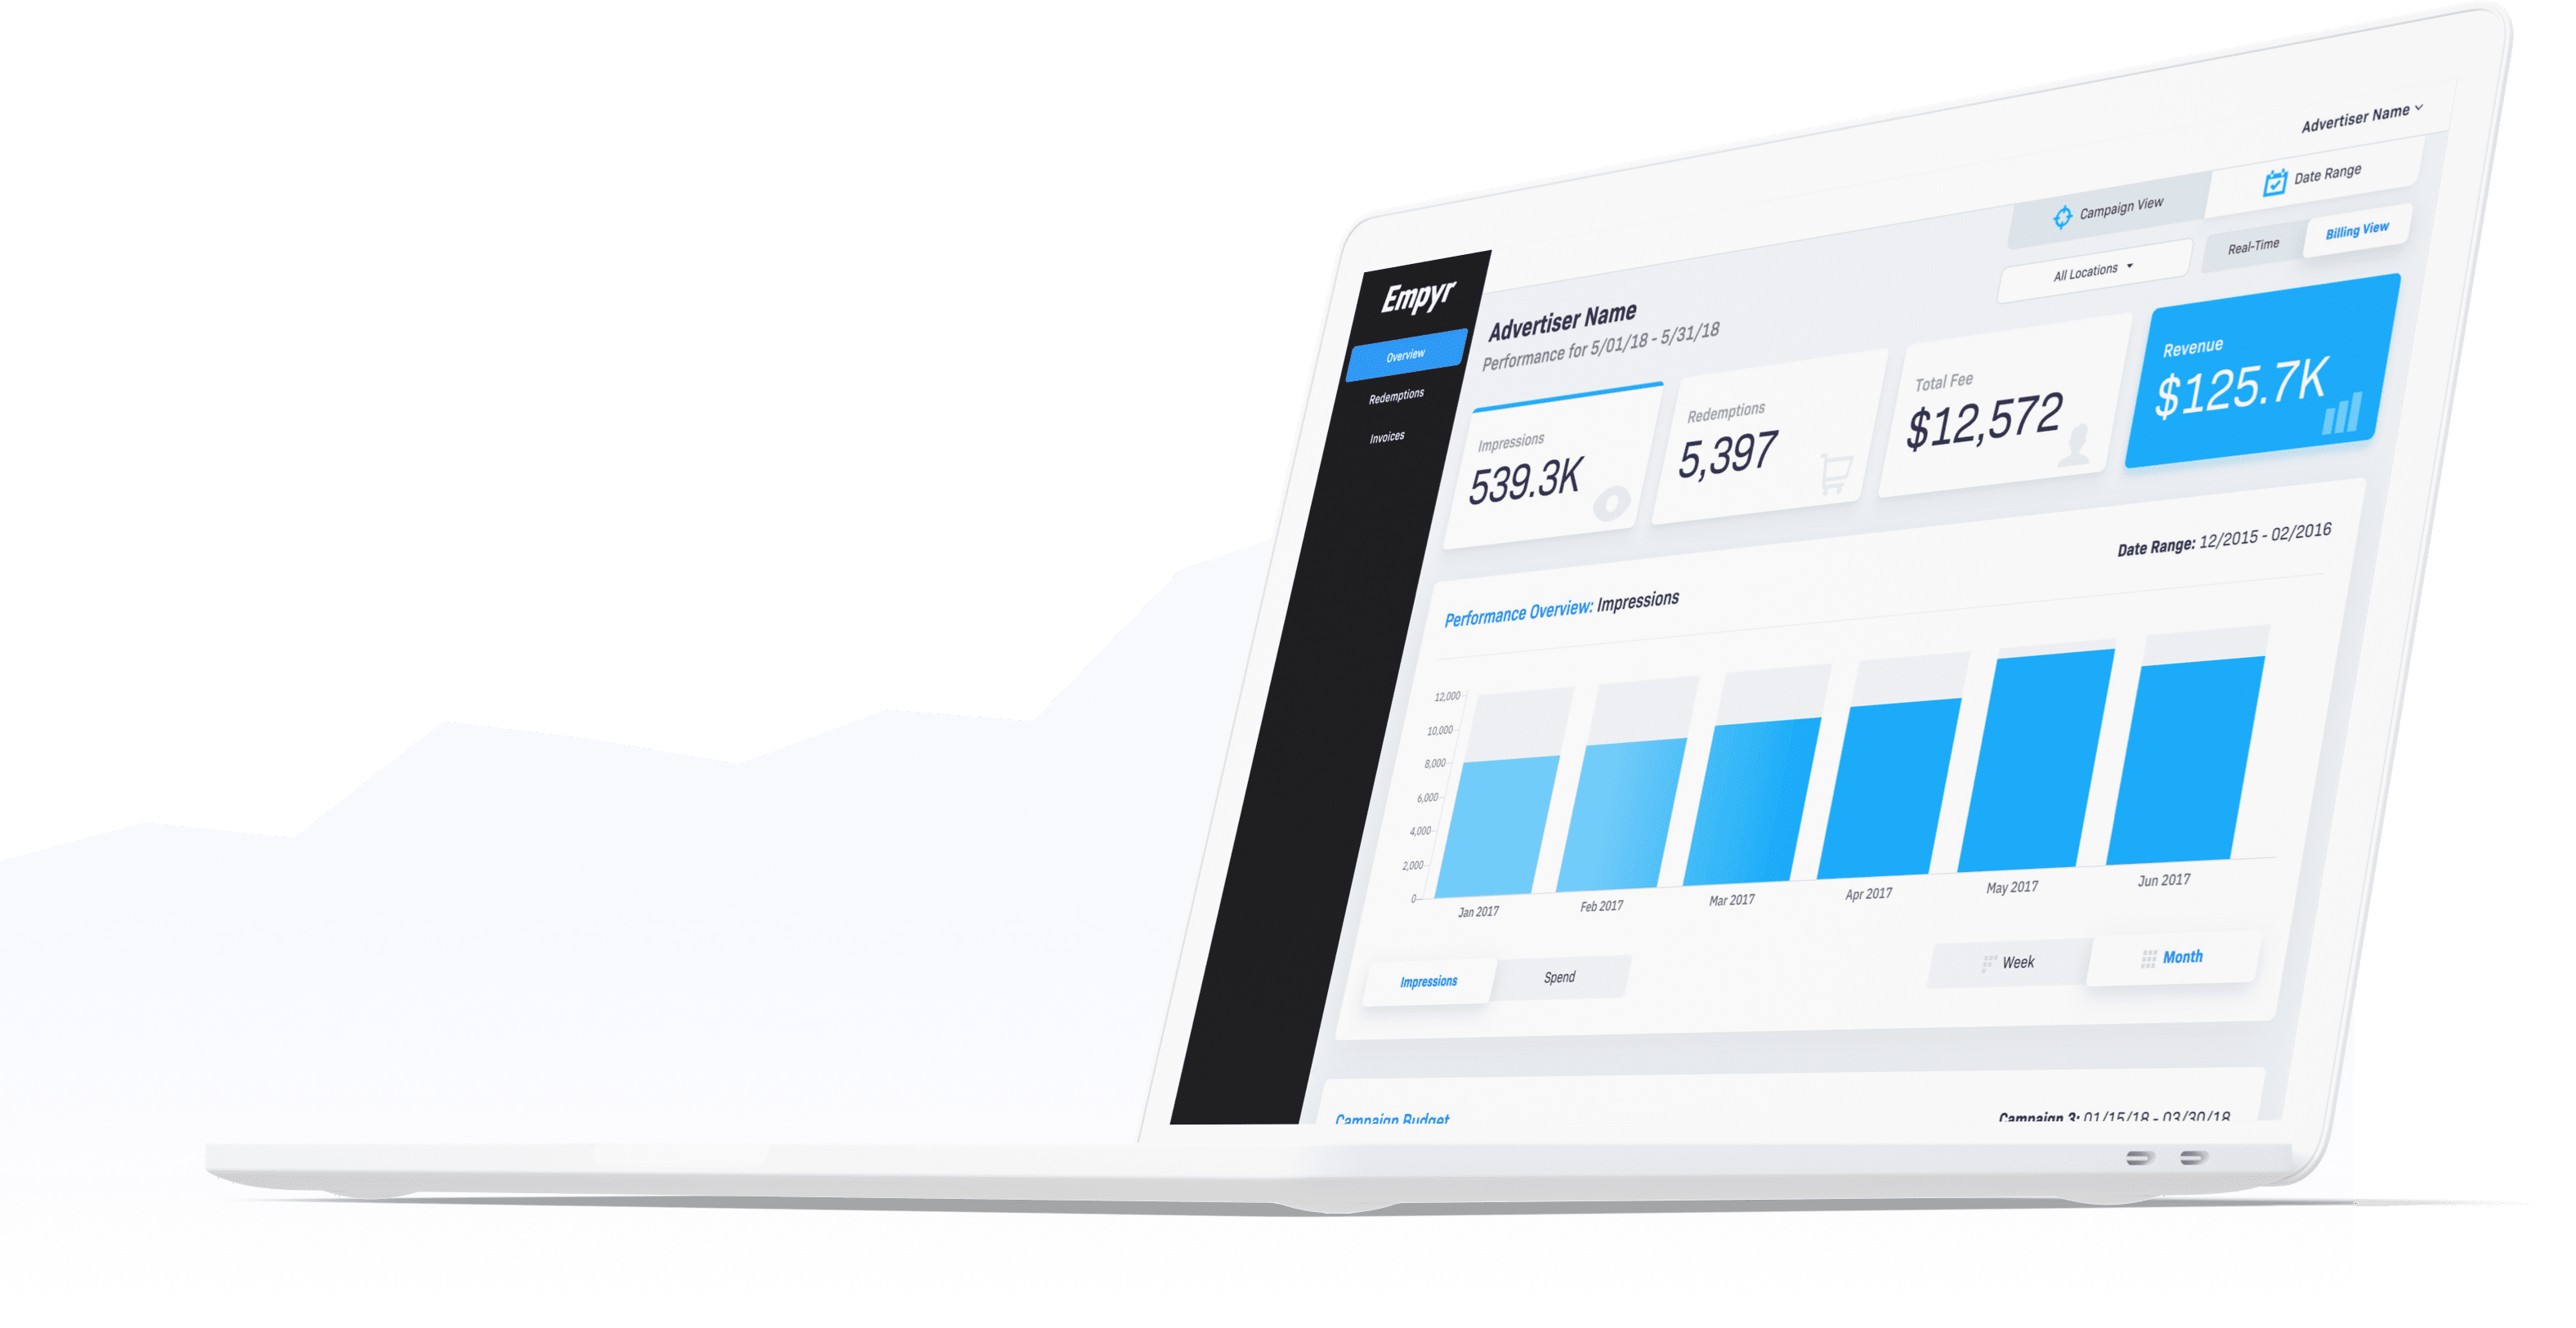 Advertiser Name
Campaign View
Date Range
All Locations
Real-Time
Billing View
Empyr
Overview
Redemptions
Invoices
Advertiser Name
Performance for 5/01/18 - 5/31/18
Impressions
539.3K
Redemptions
5,397
Total Fee
$12,572
Revenue
$125.7K
Performance Overview: Impressions
Date Range: 12/2015 - 02/2016
12,000
10,000
8,000
6,000
4,000
2,000
0
Jan 2017
Feb 2017
Mar 2017
Apr 2017
May 2017
Jun 2017
Impressions
Spend
Week
Month
Campaign Budget
Campaign 3: 01/15/18 - 03/30/18